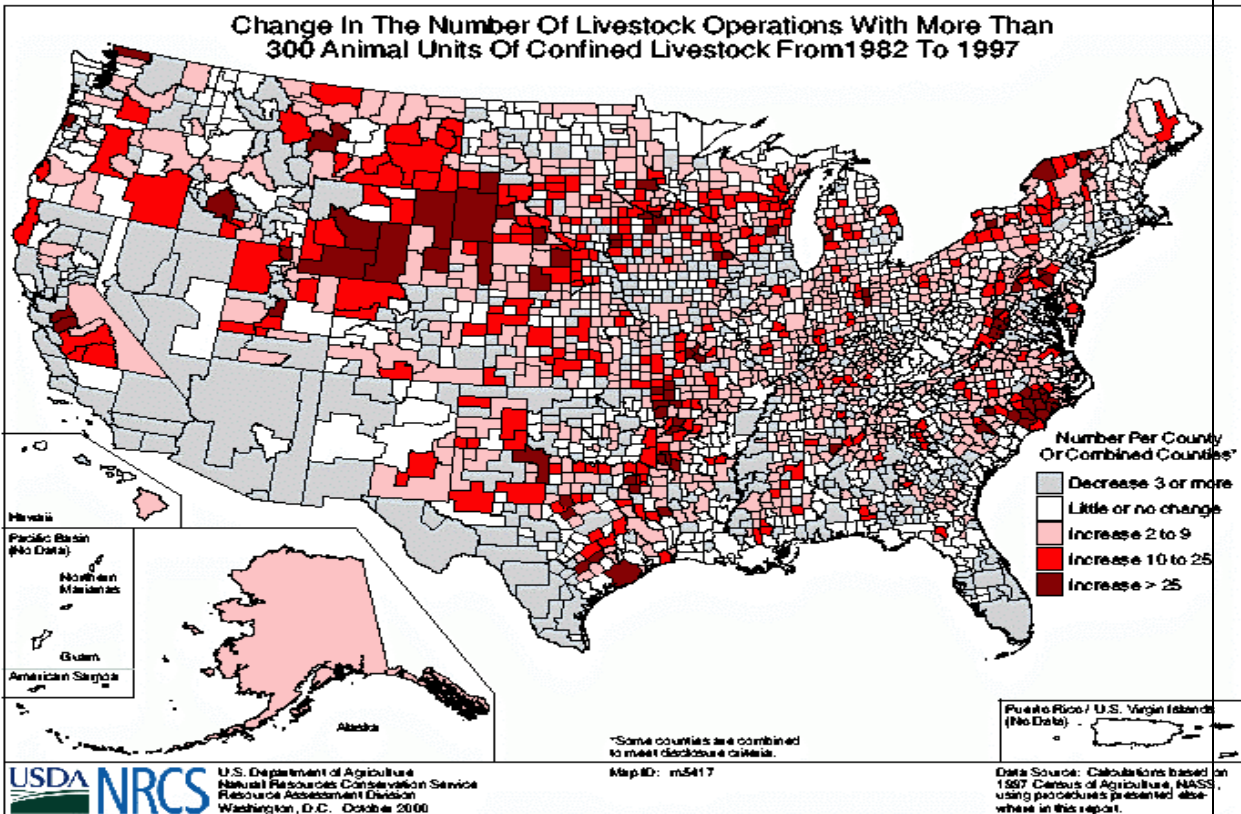 Change In The Number Of Livestock Operations With More Than
300 Animal Units Of Confined Livestock From1982 To 1997
Number Per County
Or Combined Counties*
Decrease 3 or more
Little or no change
Increase 2 to 9
Increase 10 to 25
Increase > 25
Hawaii
Pacific Basin
(No Data)
Northern
Marianas
Guam
American Samoa
Alaska
*Some counties are combined
to meet disclosure criteria.
Puerto Rico / U.S. Virgin Islands
(No Data)
USDA NRCS
U.S. Department of Agriculture
Natural Resources Conservation Service
Resource Assessment Division
Washington, D.C. October 2000
Map ID: m5417
Data Source: Calculations based on
1997 Census of Agriculture, NASS,
using procedures presented else-
where in this report.